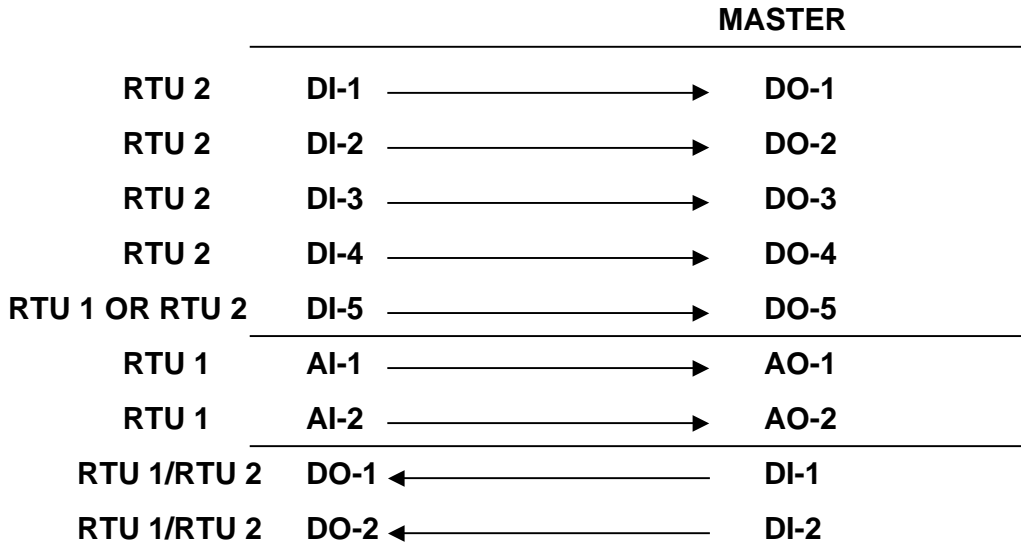 MASTER
RTU 2 DI-1 DO-1
RTU 2 DI-2 DO-2
RTU 2 DI-3 DO-3
RTU 2 DI-4 DO-4
RTU 1 OR RTU 2 DI-5 DO-5
RTU 1 AI-1 AO-1
RTU 1 AI-2 AO-2
RTU 1/RTU 2 DO-1 DI-1
RTU 1/RTU 2 DO-2 DI-2